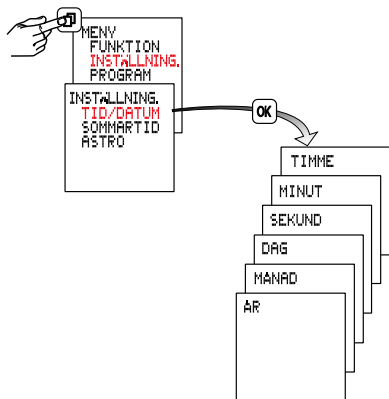 MENY
FUNKTION
INSTÄLLNING.
PROGRAM
INSTÄLLNING.
TID/DATUM
SOMMARTID
ASTRO
OK
TIMME
MINUT
SEKUND
DAG
MANAD
AR